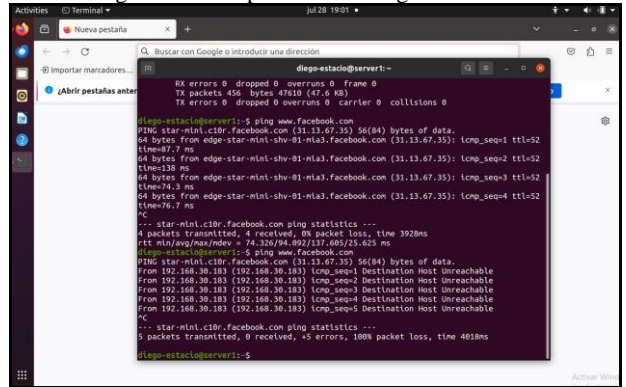 Activities
Terminal
jul 28 19:01
Nueva pestaña
Buscar con Google o introducir una dirección
Importar marcadores...
¿Abrir pestañas anter
diego-estacio@server1: ~
RX errors 0 dropped 0 overruns 0 frame 0
TX packets 456 bytes 47610 (47.6 KB)
TX errors 0 dropped 0 overruns 0 carrier 0 collisions 0
diego-estacio@server1:~$ ping www.facebook.com
PING star-mini.c10r.facebook.com (31.13.67.35) 56(84) bytes of data.
64 bytes from edge-star-mini-shv-01-mia3.facebook.com (31.13.67.35): icmp_seq=1 ttl=52
time=87.7 ms
64 bytes from edge-star-mini-shv-01-mia3.facebook.com (31.13.67.35): icmp_seq=2 ttl=52
time=138 ms
64 bytes from edge-star-mini-shv-01-mia3.facebook.com (31.13.67.35): icmp_seq=3 ttl=52
time=74.3 ms
64 bytes from edge-star-mini-shv-01-mia3.facebook.com (31.13.67.35): icmp_seq=4 ttl=52
time=76.7 ms
^C
--- star-mini.c10r.facebook.com ping statistics ---
4 packets transmitted, 4 received, 0% packet loss, time 3928ms
rtt min/avg/max/mdev = 74.326/94.092/137.605/25.625 ms
diego-estacio@server1:~$ ping www.facebook.com
PING star-mini.c10r.facebook.com (31.13.67.35) 56(84) bytes of data.
From 192.168.30.183 (192.168.30.183) icmp_seq=1 Destination Host Unreachable
From 192.168.30.183 (192.168.30.183) icmp_seq=2 Destination Host Unreachable
From 192.168.30.183 (192.168.30.183) icmp_seq=3 Destination Host Unreachable
From 192.168.30.183 (192.168.30.183) icmp_seq=4 Destination Host Unreachable
From 192.168.30.183 (192.168.30.183) icmp_seq=5 Destination Host Unreachable
^C
--- star-mini.c10r.facebook.com ping statistics ---
5 packets transmitted, 0 received, +5 errors, 100% packet loss, time 4018ms
diego-estacio@server1:~$
Activar Wind